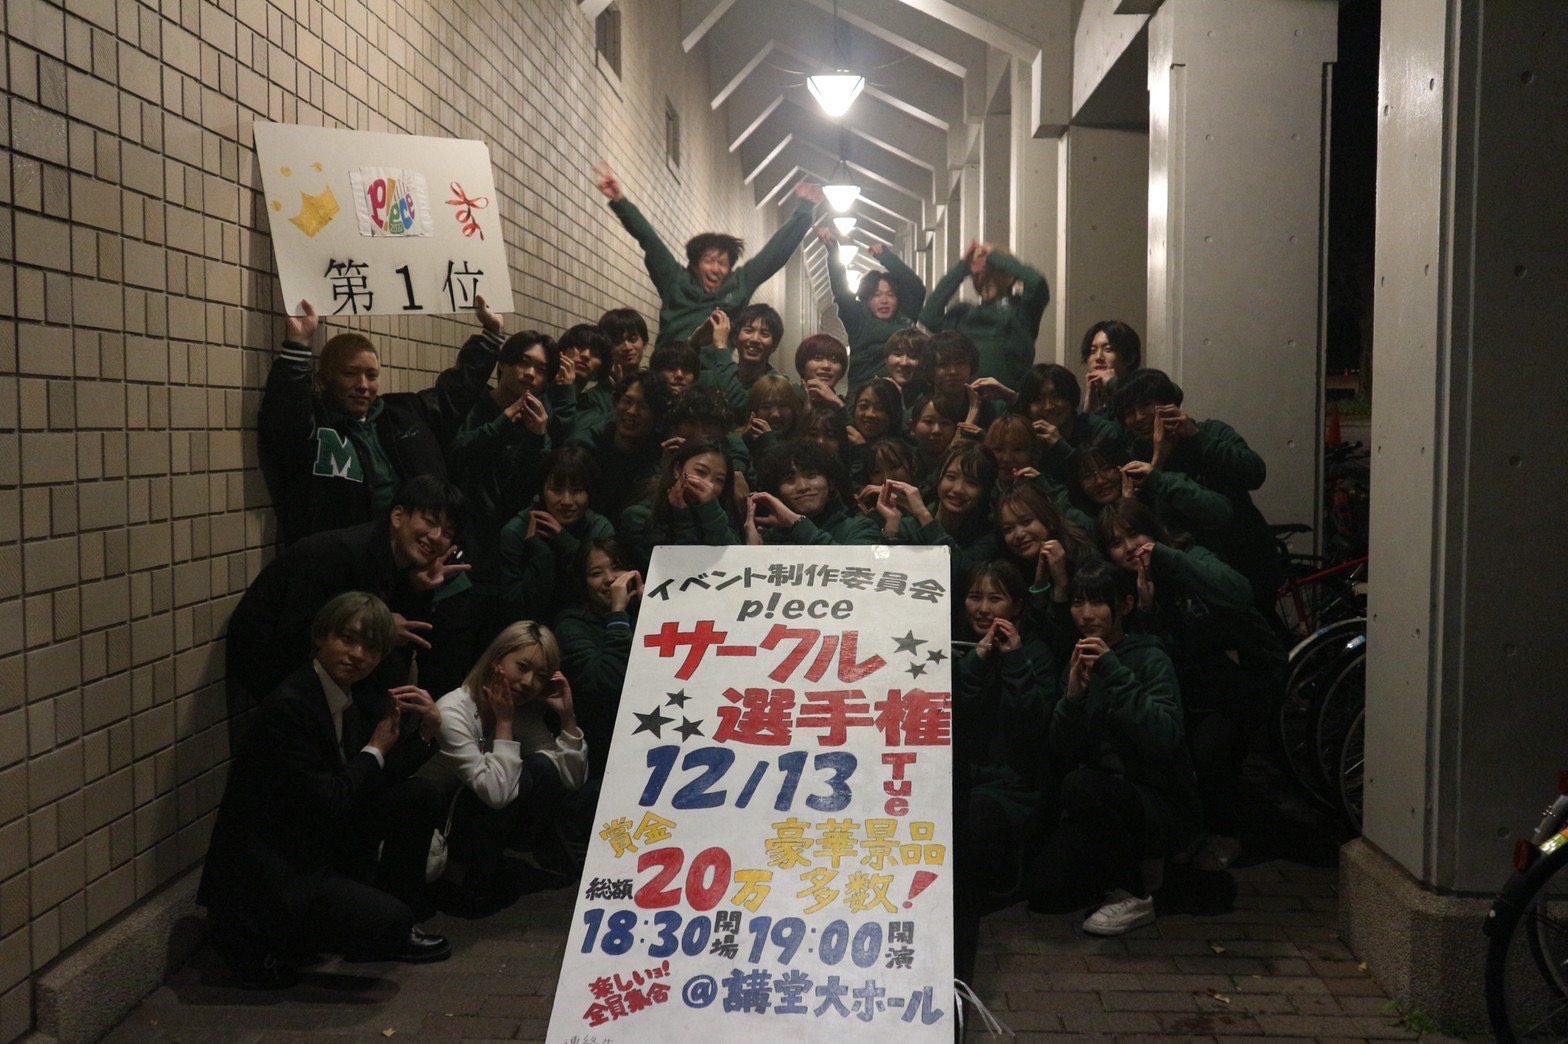 p!ece
第1位
M
イベント制作委員会
p!ece
サークル
選手権
12/13 Tue
賞金 豪華景品
総額20万 多数!
18:30開場 19:00開演
楽しい!!
全員集合
@講堂大ホール